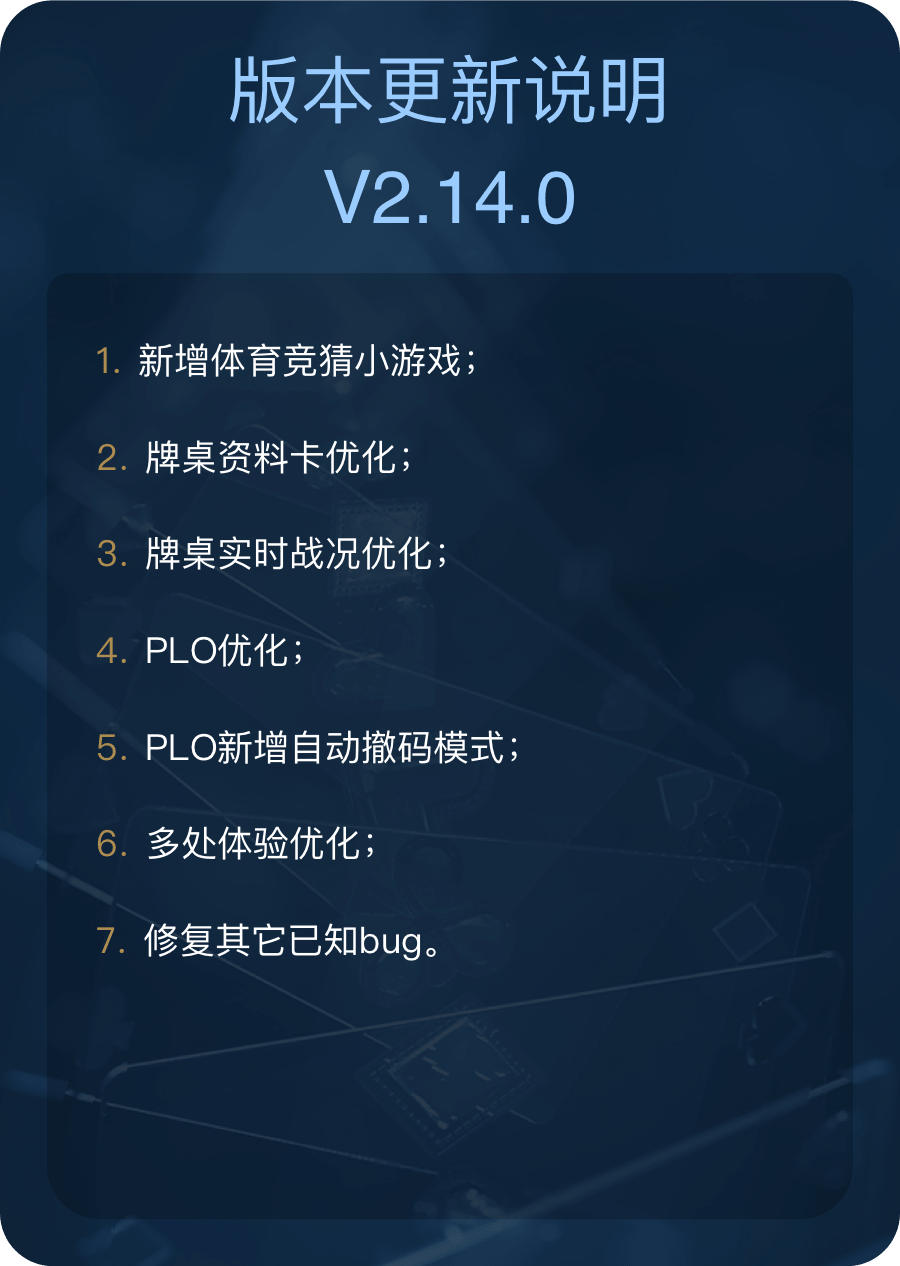 版本更新说明
V2.14.0
1. 新增体育竞猜小游戏；
2. 牌桌资料卡优化；
3. 牌桌实时战况优化；
4. PLO优化；
5. PLO新增自动撤码模式；
6. 多处体验优化；
7. 修复其它已知bug。